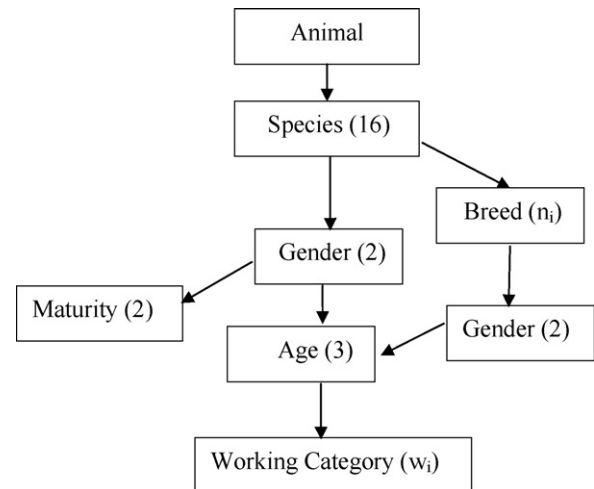 Animal
Species (16)
Breed (nᵢ)
Gender (2)
Maturity (2)
Gender (2)
Age (3)
Working Category (wᵢ)